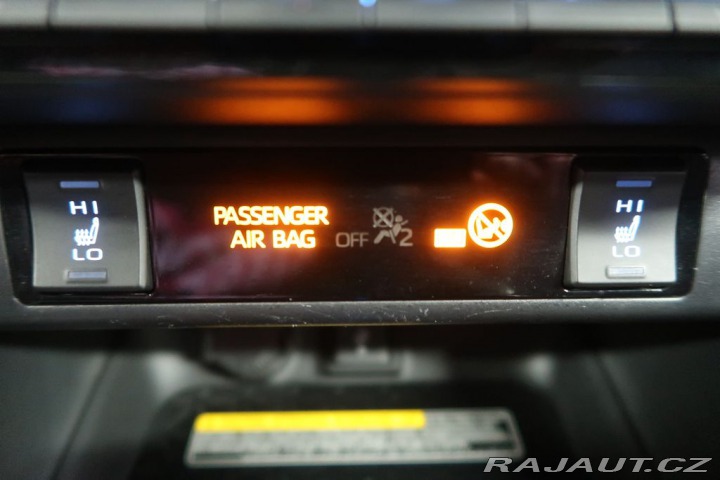 HI
LO
PASSENGER
AIR BAG
OFF
2
HI
LO
RAJAUT.CZ